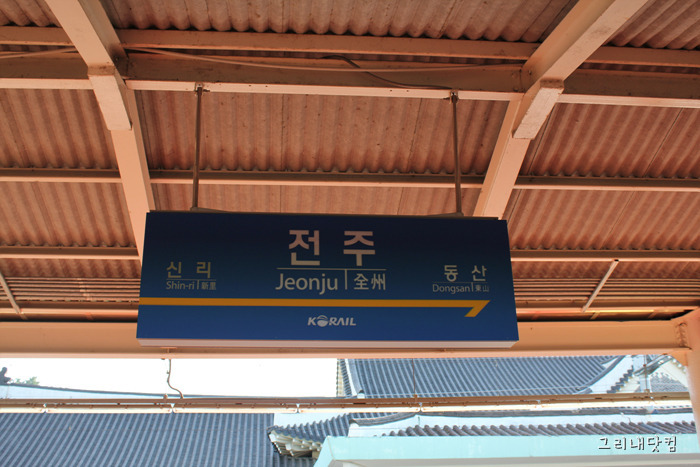 전주
Jeonju 全州
신리
Shin-ri 新里
동산
Dongsan 東山
KORAIL
그리내닷컴